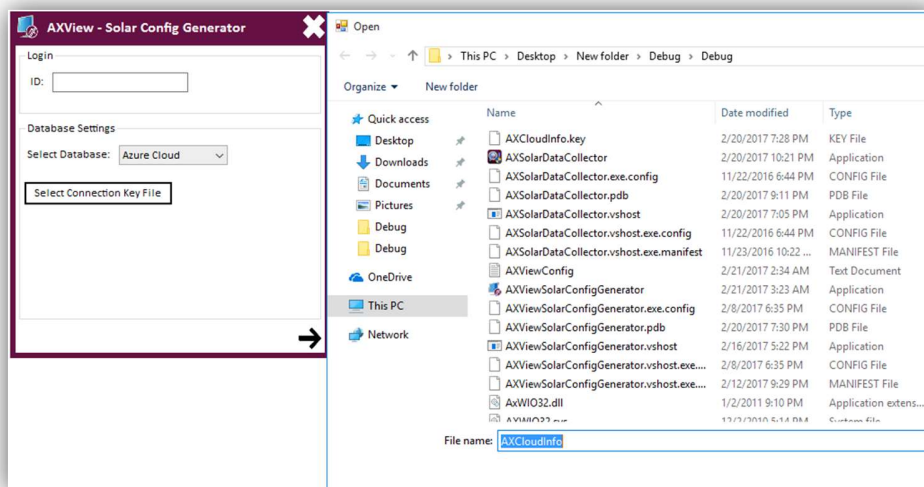 AXView - Solar Config Generator
Login
ID:
Database Settings
Select Database: Azure Cloud
Select Connection Key File
Open
This PC > Desktop > New folder > Debug > Debug
Organize New folder
Quick access
Desktop
Downloads
Documents
Pictures
Debug
Debug
OneDrive
This PC
Network
Name Date modified Type
AXCloudInfo.key 2/20/2017 7:28 PM KEY File
AXSolarDataCollector 2/20/2017 10:21 PM Application
AXSolarDataCollector.exe.config 11/22/2016 6:44 PM CONFIG File
AXSolarDataCollector.pdb 2/20/2017 9:11 PM PDB File
AXSolarDataCollector.vshost 2/20/2017 7:05 PM Application
AXSolarDataCollector.vshost.exe.config 11/22/2016 6:44 PM CONFIG File
AXSolarDataCollector.vshost.exe.manifest 11/23/2016 10:22 ... MANIFEST File
AXViewConfig 2/21/2017 2:34 AM Text Document
AXViewSolarConfigGenerator 2/21/2017 3:23 AM Application
AXViewSolarConfigGenerator.exe.config 2/8/2017 6:35 PM CONFIG File
AXViewSolarConfigGenerator.pdb 2/20/2017 7:30 PM PDB File
AXViewSolarConfigGenerator.vshost 2/16/2017 5:22 PM Application
AXViewSolarConfigGenerator.vshost.exe.... 2/8/2017 6:35 PM CONFIG File
AXViewSolarConfigGenerator.vshost.exe.... 2/12/2017 9:29 PM MANIFEST File
AxWIO32.dll 1/2/2011 9:10 PM Application extens...
File name: AXCloudInfo